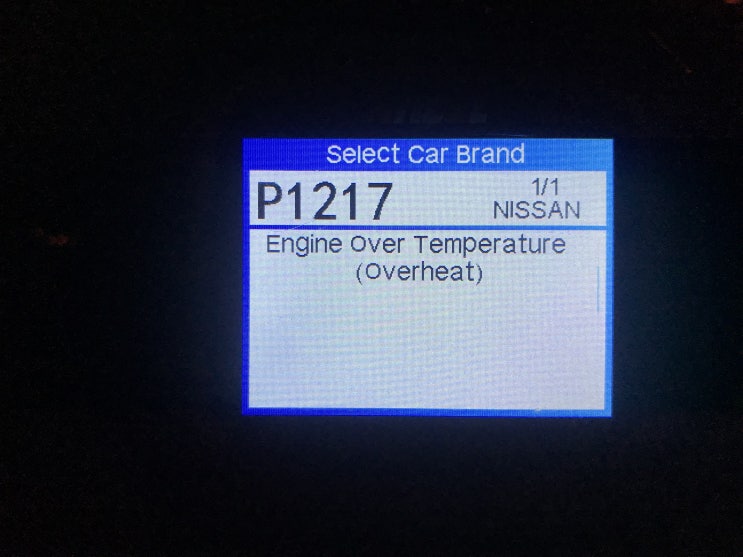 Select Car Brand
P1217
1/1
NISSAN
Engine Over Temperature
(Overheat)